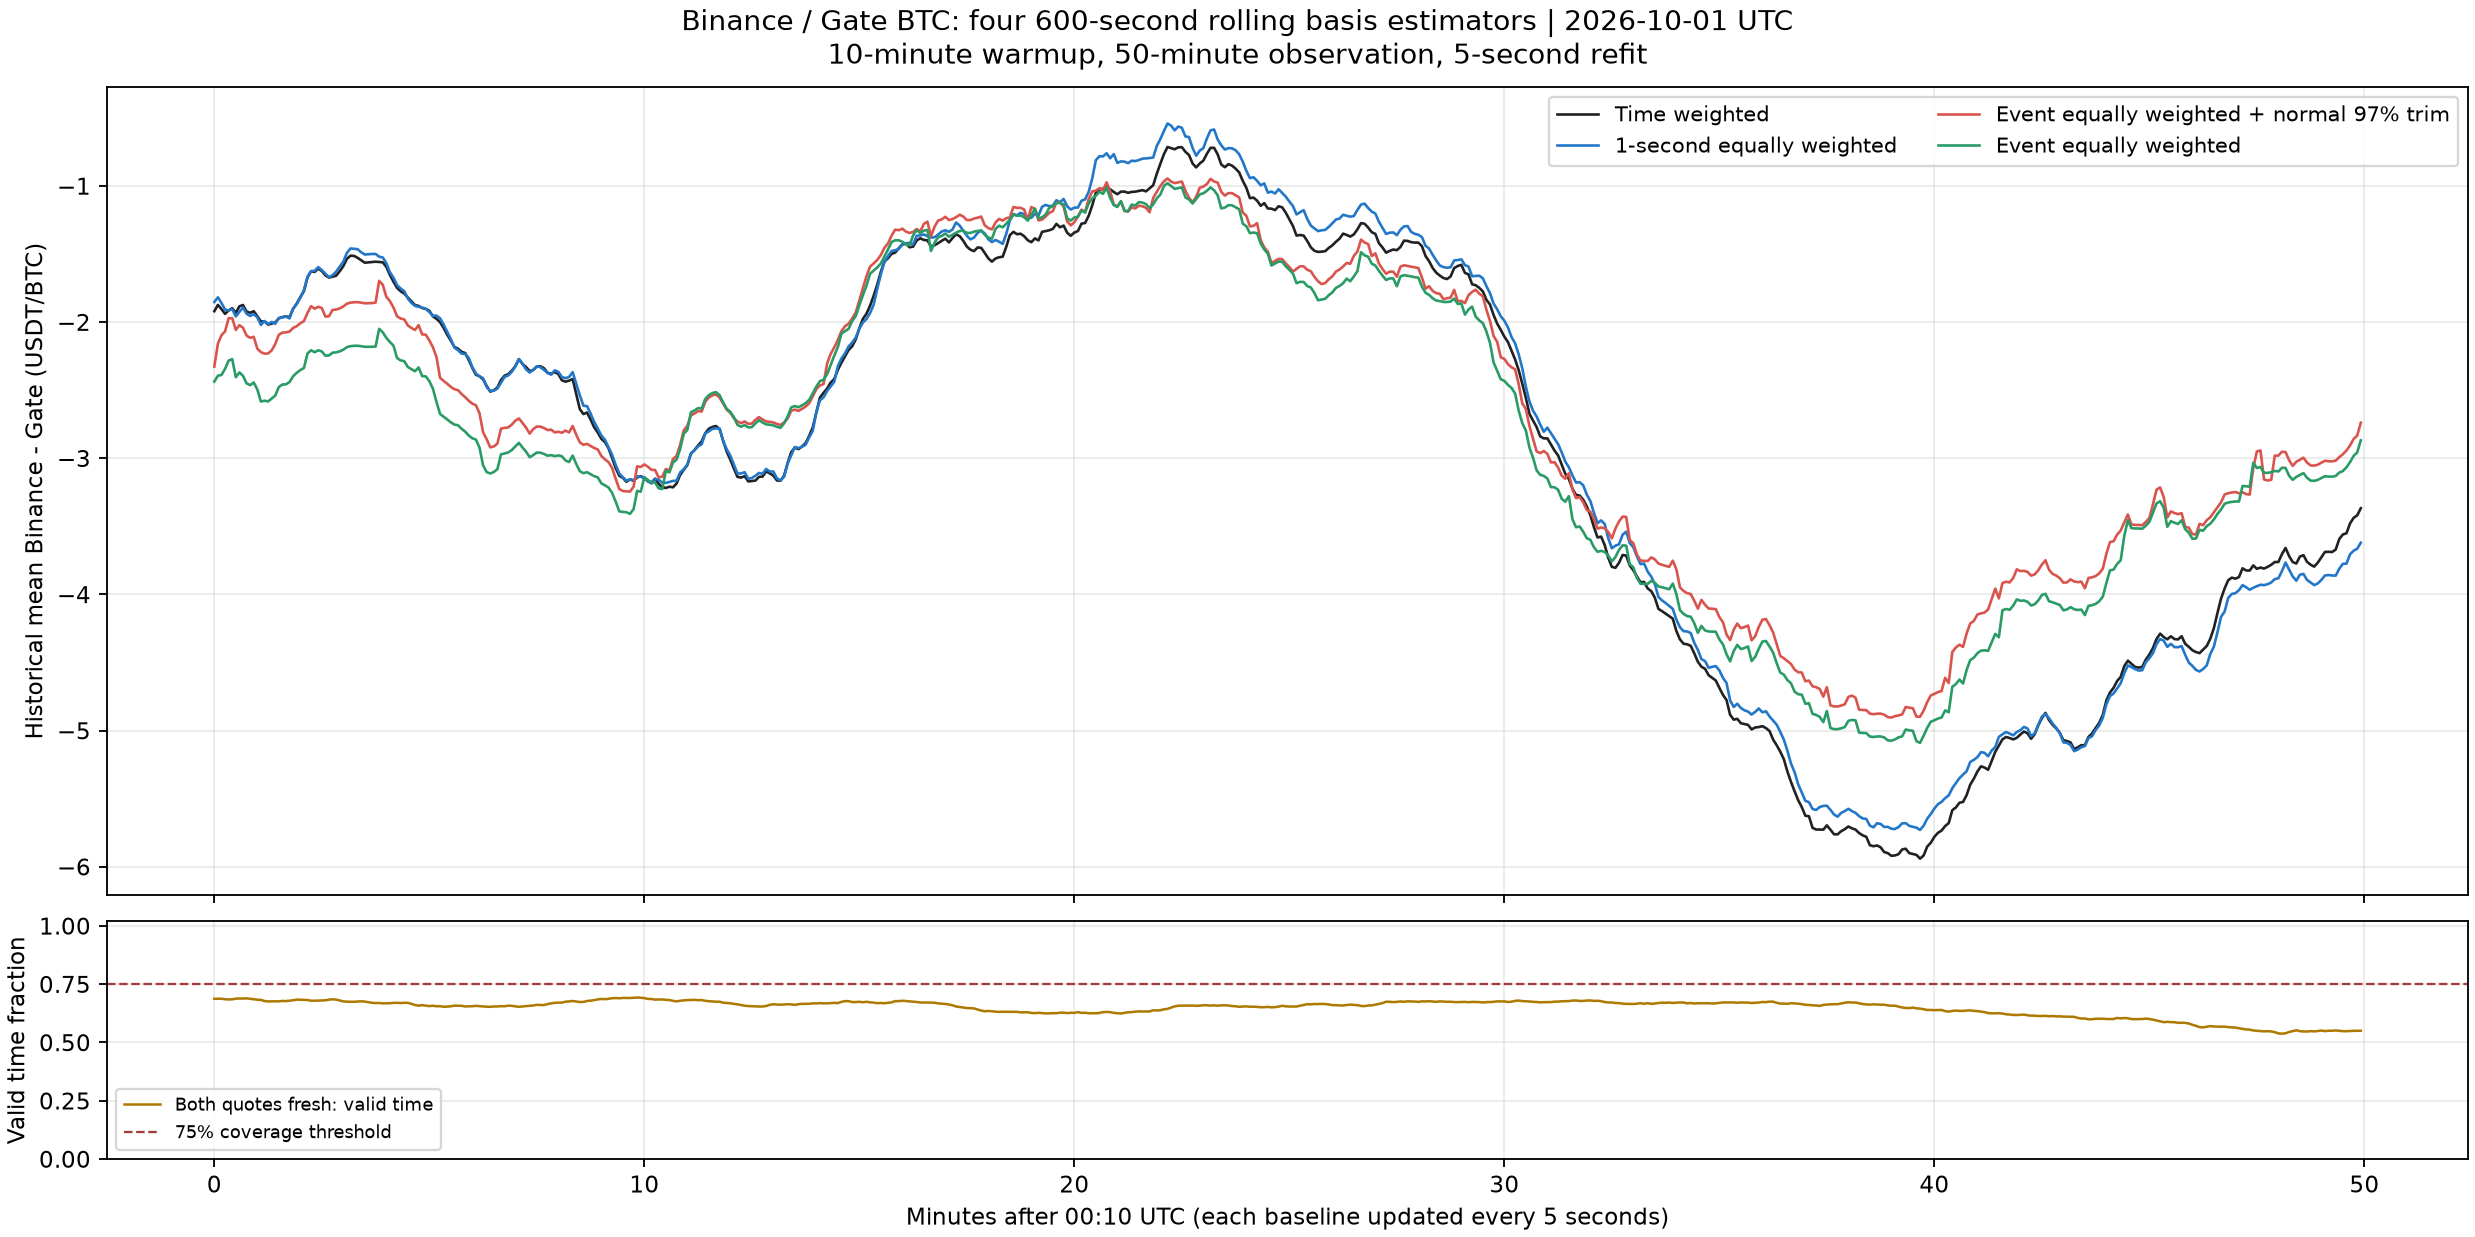 Binance / Gate BTC: four 600-second rolling basis estimators | 2026-10-01 UTC
10-minute warmup, 50-minute observation, 5-second refit
Historical mean Binance - Gate (USDT/BTC)
Time weighted
1-second equally weighted
Event equally weighted + normal 97% trim
Event equally weighted
−1
−2
−3
−4
−5
−6
Valid time fraction
1.00
0.75
0.50
0.25
0.00
Both quotes fresh: valid time
75% coverage threshold
0
10
20
30
40
50
Minutes after 00:10 UTC (each baseline updated every 5 seconds)